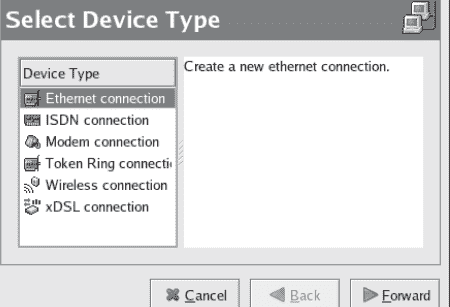 Select Device Type
Device Type
Create a new ethernet connection.
Ethernet connection
ISDN connection
Modem connection
Token Ring connecti
Wireless connection
xDSL connection
Cancel
Back
Forward